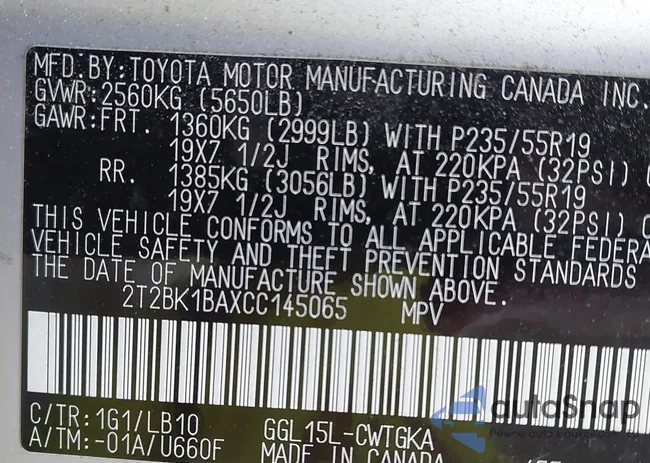 MFD.BY:TOYOTA MOTOR MANUFACTURING CANADA INC.
GVWR:2560KG (5650LB)
GAWR:FRT. 1360KG (2999LB) WITH P235/55R19
19X7 1/2J RIMS, AT 220KPA (32PSI) C
RR. 1385KG (3056LB) WITH P235/55R19
19X7 1/2J RIMS, AT 220KPA (32PSI) C
THIS VEHICLE CONFORMS TO ALL APPLICABLE FEDERA
VEHICLE SAFETY AND THEFT PREVENTION STANDARDS
THE DATE OF MANUFACTURE SHOWN ABOVE.
2T2BK1BAXCC145065 MPV
C/TR:1G1/LB10 GGL15L-CWTGKA
A/TM:-01A/U660F MADE IN CANADA
autoSnap